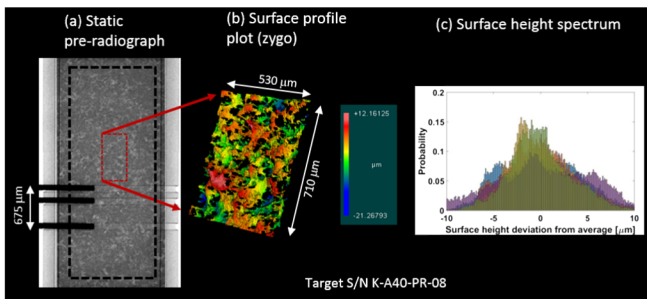 (a) Static
pre-radiograph
(b) Surface profile
plot (zygo)
(c) Surface height spectrum
530 μm
710 μm
675 μm
+12.16125
μm
-21.26793
0.2
0.15
0.1
0.05
0
Probability
-10
-5
0
5
10
Surface height deviation from average [μm]
Target S/N K-A40-PR-08